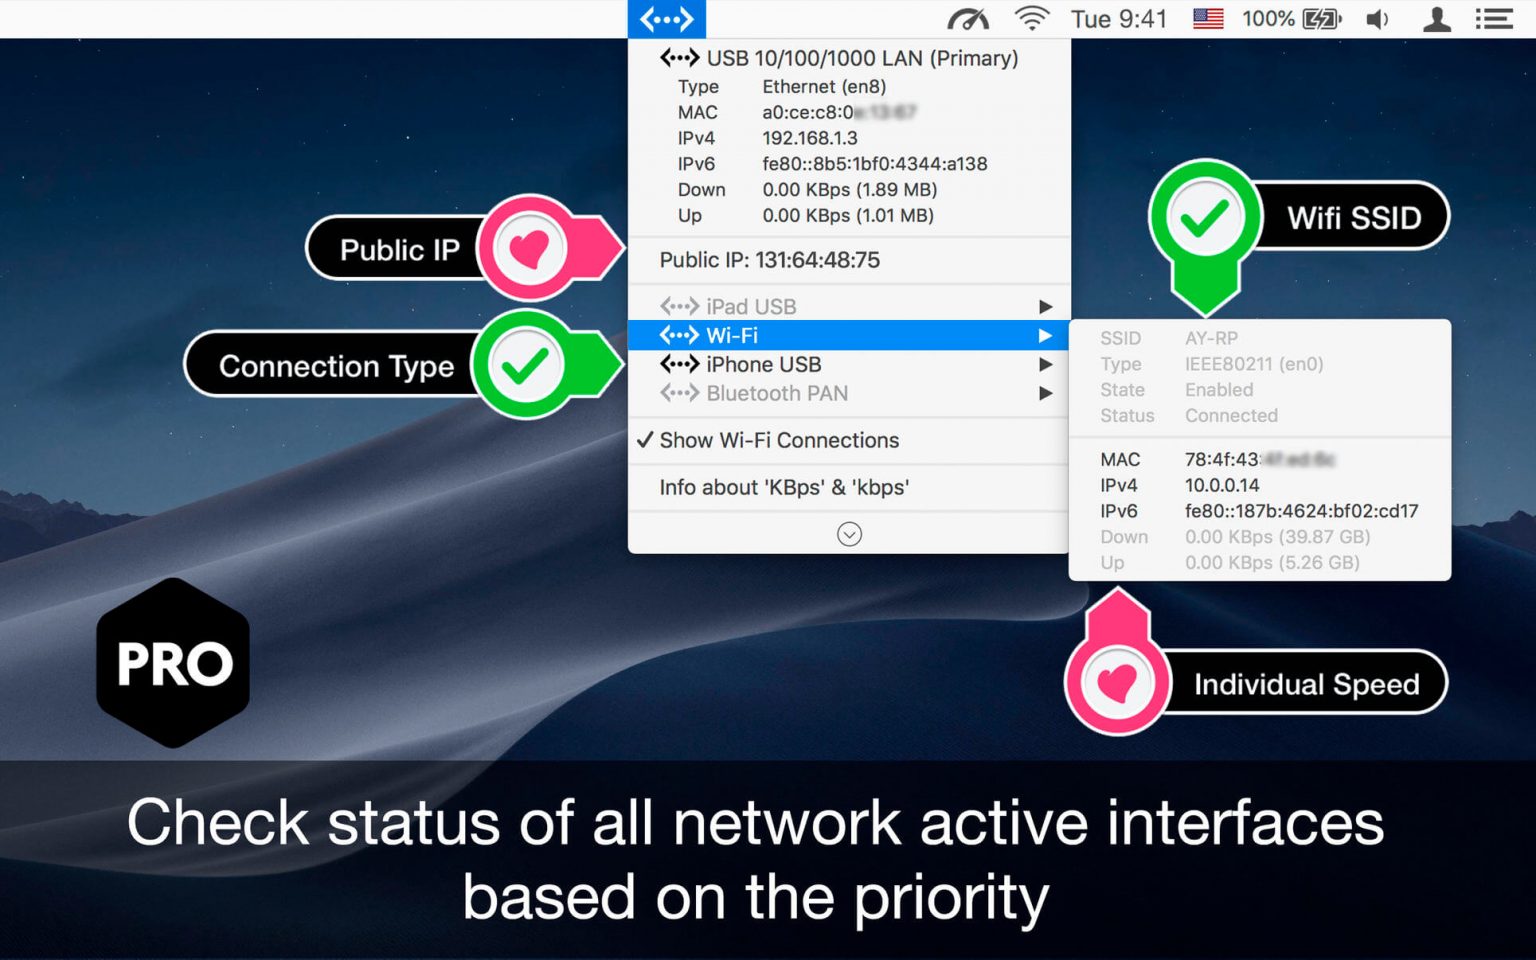 Tue 9:41
100%
USB 10/100/1000 LAN (Primary)
Type Ethernet (en8)
MAC a0:ce:c8:0
IPv4 192.168.1.3
IPv6 fe80::8b5:1bf0:4344:a138
Down 0.00 KBps (1.89 MB)
Up 0.00 KBps (1.01 MB)
Public IP: 131:64:48:75
iPad USB
Wi-Fi
iPhone USB
Bluetooth PAN
Show Wi-Fi Connections
Info about 'KBps' & 'kbps'
Public IP
Connection Type
Wifi SSID
SSID AY-RP
Type IEEE80211 (en0)
State Enabled
Status Connected
MAC 78:4f:43:
IPv4 10.0.0.14
IPv6 fe80::187b:4624:bf02:cd17
Down 0.00 KBps (39.87 GB)
Up 0.00 KBps (5.26 GB)
Individual Speed
PRO
Check status of all network active interfaces
based on the priority